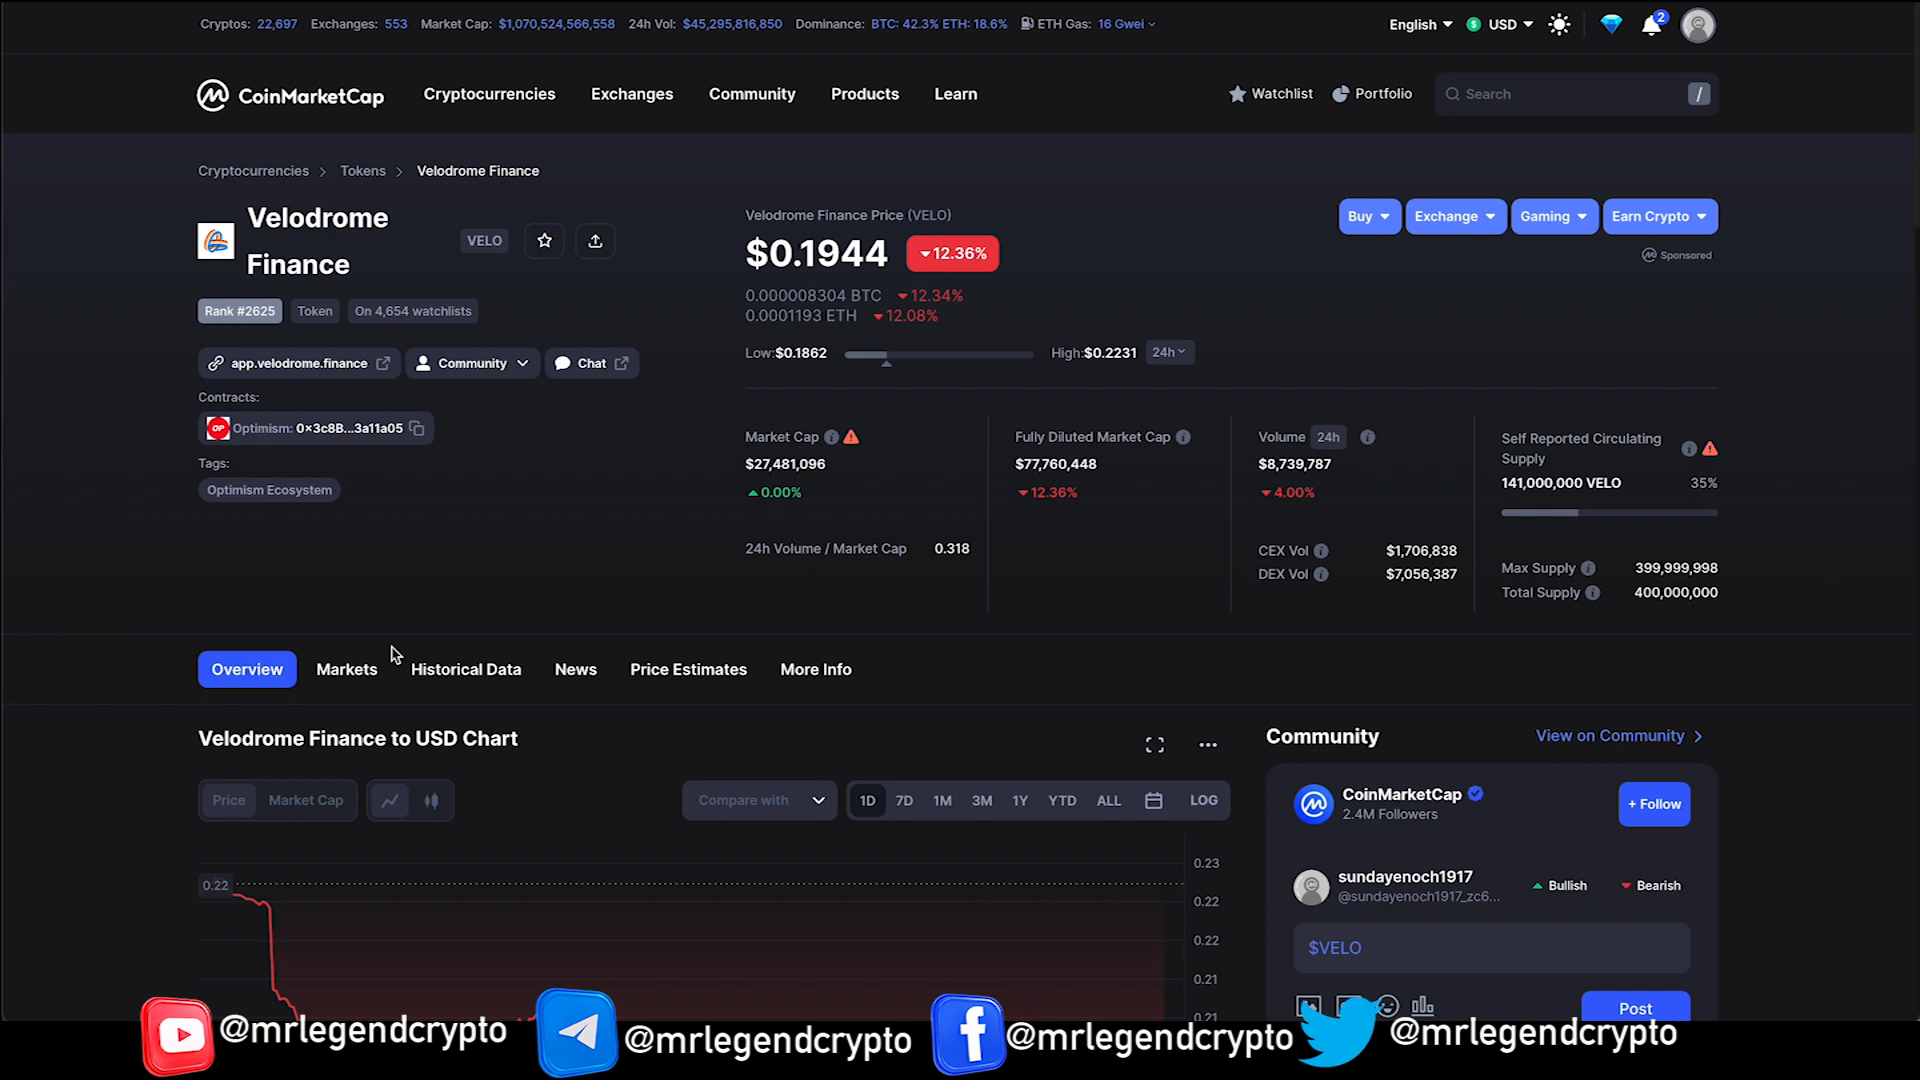 Cryptos: 22,697 Exchanges: 553 Market Cap: $1,070,524,566,558 24h Vol: $45,295,816,850 Dominance: BTC: 42.3% ETH: 18.6% ETH Gas: 16 Gwei
English USD 2
CoinMarketCap Cryptocurrencies Exchanges Community Products Learn Watchlist Portfolio Search /
Cryptocurrencies > Tokens > Velodrome Finance
Velodrome
Finance
VELO
Rank #2625 Token On 4,654 watchlists
app.velodrome.finance Community Chat
Contracts:
OP Optimism: 0x3c8B...3a11a05
Tags:
Optimism Ecosystem
Velodrome Finance Price (VELO)
$0.1944 12.36%
0.000008304 BTC 12.34%
0.0001193 ETH 12.08%
Low:$0.1862 High:$0.2231 24h
Buy Exchange Gaming Earn Crypto
Sponsored
Market Cap
$27,481,096
0.00%
24h Volume / Market Cap 0.318
Fully Diluted Market Cap
$77,760,448
12.36%
Volume 24h
$8,739,787
4.00%
CEX Vol $1,706,838
DEX Vol $7,056,387
Self Reported Circulating
Supply
141,000,000 VELO 35%
Max Supply 399,999,998
Total Supply 400,000,000
Overview Markets Historical Data News Price Estimates More Info
Velodrome Finance to USD Chart
Price Market Cap Compare with 1D 7D 1M 3M 1Y YTD ALL LOG
0.22
0.23
0.22
0.22
0.21
0.21
Community View on Community >
CoinMarketCap
2.4M Followers
+ Follow
sundayenoch1917
@sundayenoch1917_zc6...
Bullish Bearish
$VELO
Post
@mrlegendcrypto @mrlegendcrypto @mrlegendcrypto @mrlegendcrypto